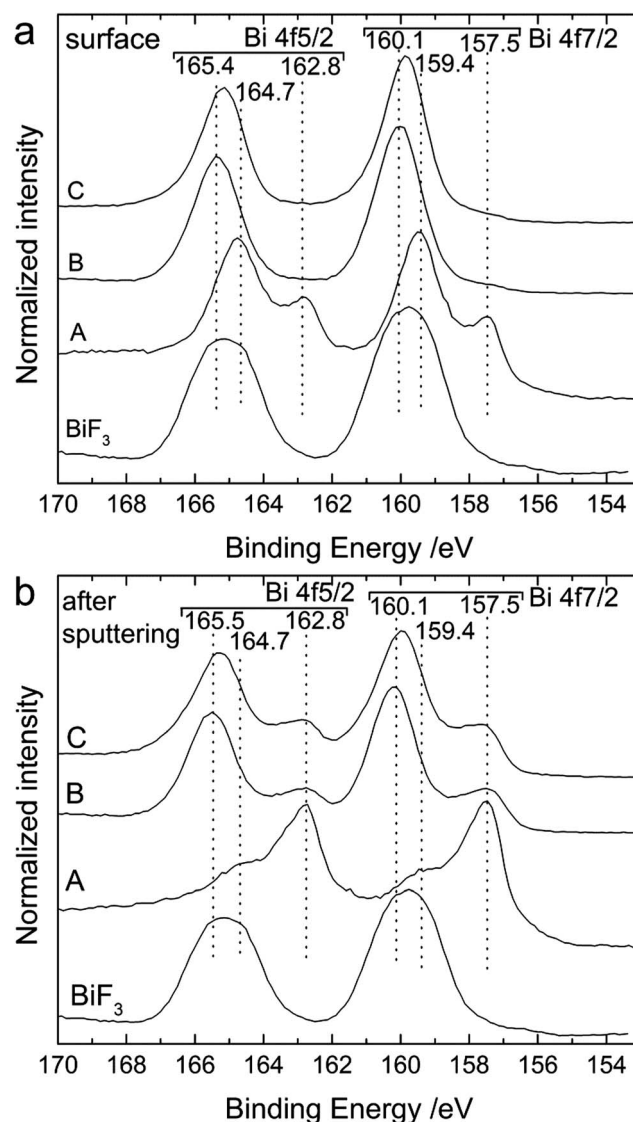 a
surface
Bi 4f5/2
Bi 4f7/2
165.4
162.8
160.1
157.5
164.7
159.4
C
B
A
BiF3
Normalized intensity
170 168 166 164 162 160 158 156 154
Binding Energy /eV
b
after
sputtering
Bi 4f5/2
Bi 4f7/2
165.5
162.8
160.1
157.5
164.7
159.4
C
B
A
BiF3
Normalized intensity
170 168 166 164 162 160 158 156 154
Binding Energy /eV